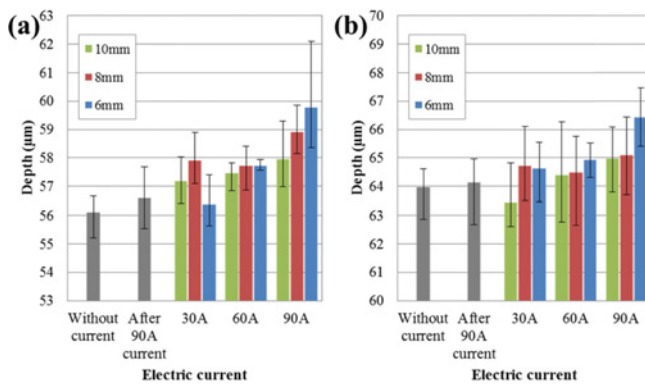 (a)
63
62
61
60
59
58
57
56
55
54
53
Depth (µm)
10mm
8mm
6mm
Without current
After 90A current
30A
60A
90A
Electric current
(b)
70
69
68
67
66
65
64
63
62
61
60
Depth (µm)
10mm
8mm
6mm
Without current
After 90A current
30A
60A
90A
Electric current